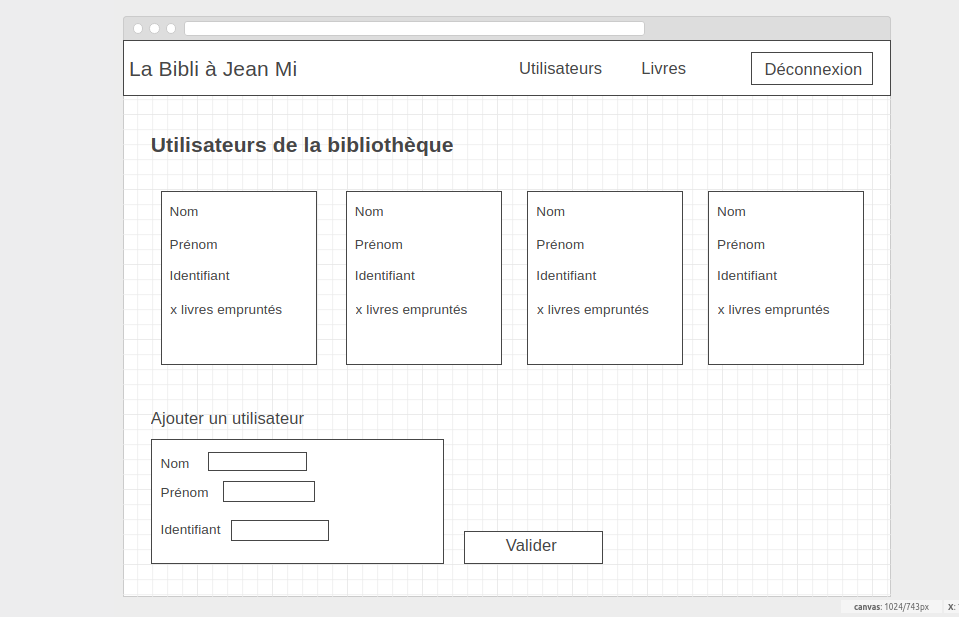 La Bibli à Jean Mi Utilisateurs Livres Déconnexion
Utilisateurs de la bibliothèque
Nom Nom Nom Nom
Prénom Prénom Prénom Prénom
Identifiant Identifiant Identifiant Identifiant
x livres empruntés x livres empruntés x livres empruntés x livres empruntés
Ajouter un utilisateur
Nom
Prénom
Identifiant
Valider
canvas: 1024/743px X: